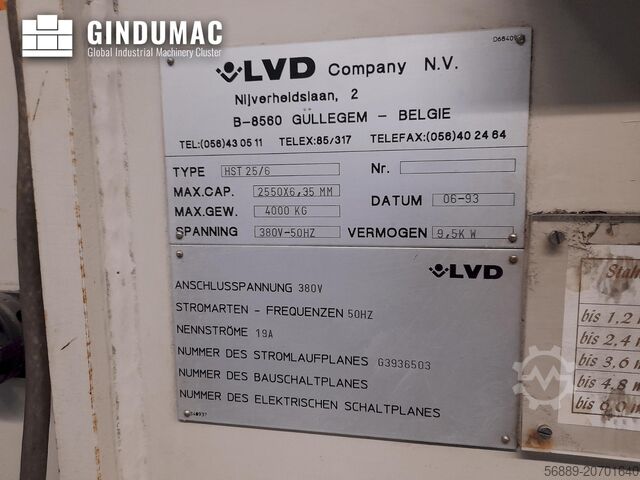 GINDUMAC
Global Industrial Machinery Cluster
LVD Company N.V.
Nijverheidslaan, 2
B-8560 GULLEGEM - BELGIE
TEL:(056)43 05 11 TELEX:85/317 TELEFAX:(056)40 24 64
TYPE HST 25/6 Nr.
MAX.CAP. 2550X6,35 MM DATUM 06-93
MAX.GEW. 4000 KG
SPANNING 380V-50HZ VERMOGEN 9,5K W
LVD
ANSCHLUSSPANNUNG 380V
STROMARTEN - FREQUENZEN 50HZ
NENNSTRÖME 19A
NUMMER DES STROMLAUFPLANES G3936503
NUMMER DES BAUSCHALTPLANES
NUMMER DES ELEKTRISCHEN SCHALTPLANES
bis 1,2
bis 2,4
bis 3,6
bis 4,8
bis 6,0
56889-20701640